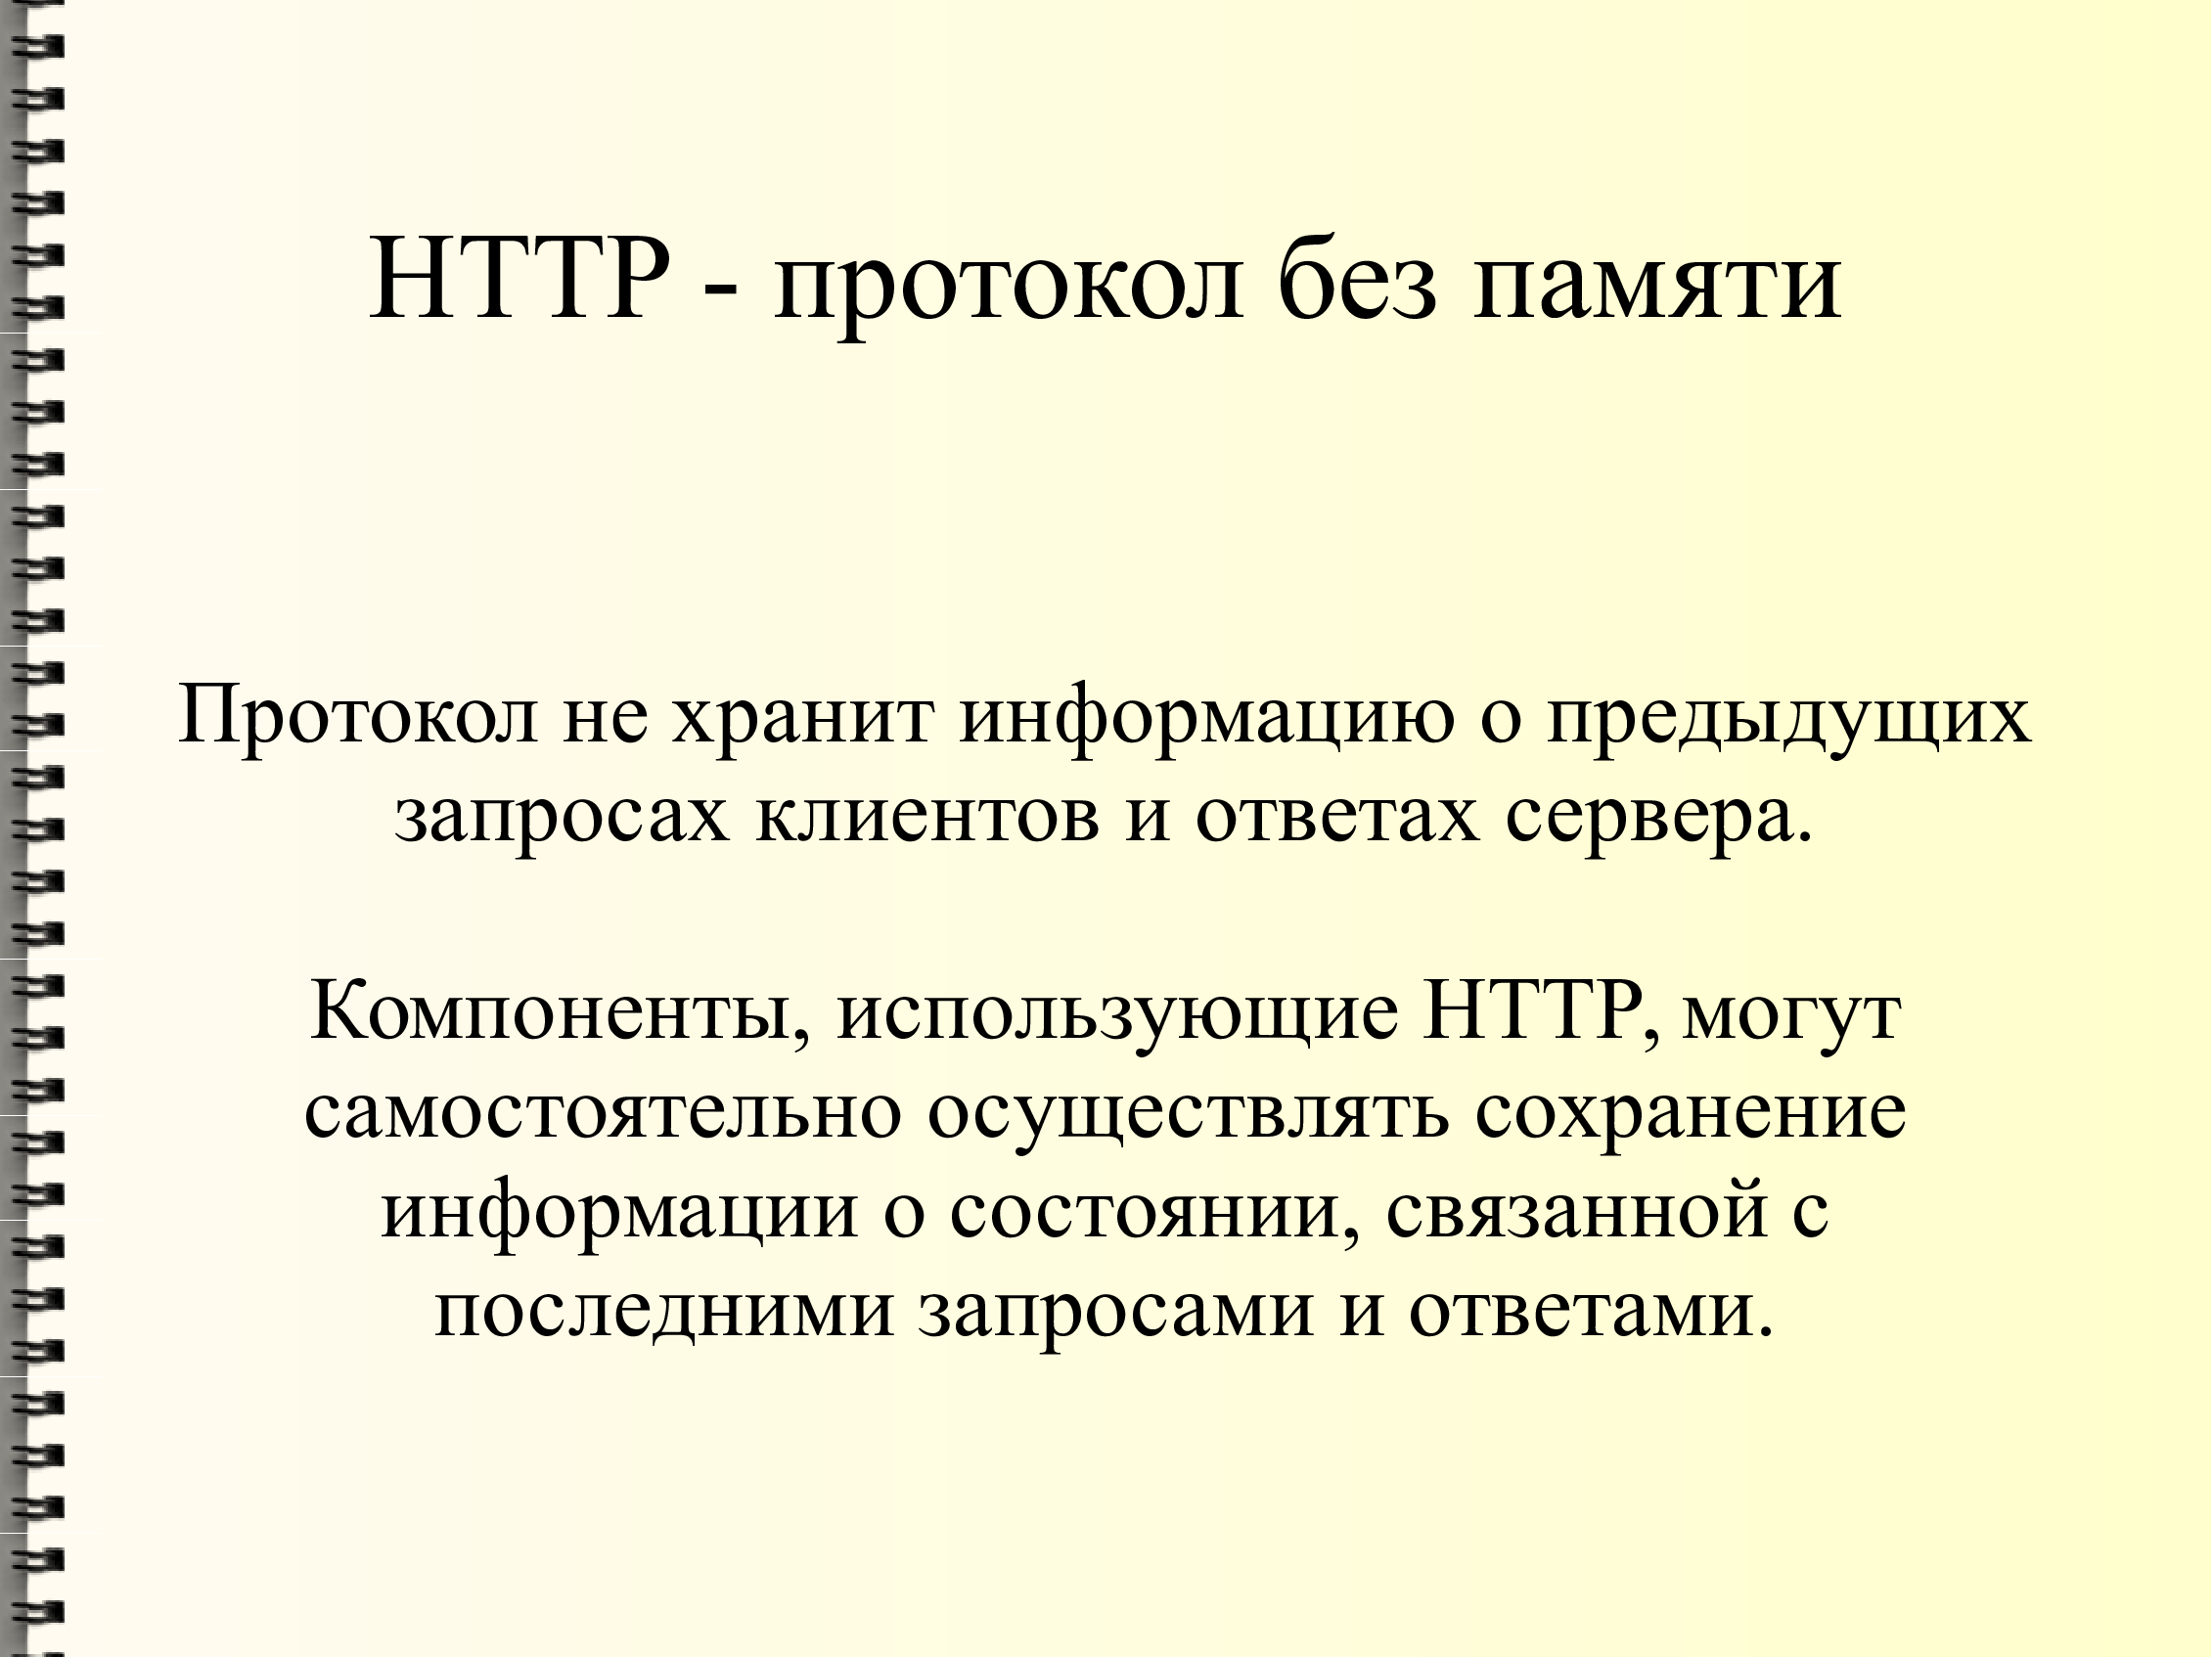 HTTP - протокол без памяти
Протокол не хранит информацию о предыдущих
запросах клиентов и ответах сервера.
Компоненты, использующие HTTP, могут
самостоятельно осуществлять сохранение
информации о состоянии, связанной с
последними запросами и ответами.